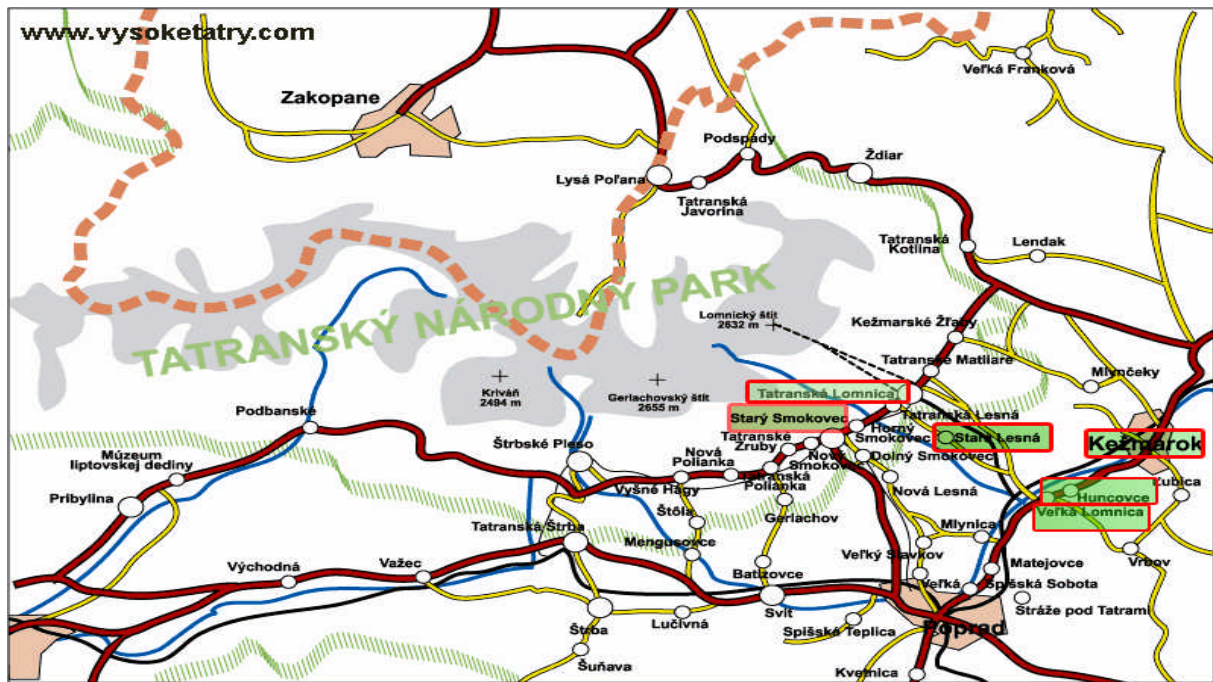 www.vysoketatry.com
Veľká Franková
Zakopane
Podspády
Ždiar
Lysá Poľana
Tatranská
Javorina
Tatranská
Kotlina
Lendak
TATRANSKÝ NÁRODNÝ PARK
Lomnický štít
2632 m
Kežmarské Žľaby
Tatranské Matliare
Mlynčeky
Kriváň
2494 m
Gerlachovský štít
2655 m
Tatranská Lomnica
Tatranská Lesná
Starý Smokovec
Podbanské
Horný
Smokovec
Stará Lesná
Kežmarok
Tatranské
Zruby
Štrbské Pleso
Nová
Polianka
Nový
Smokovec
Dolný Smokovec
Múzeum
liptovskej dediny
Tatranská
Polianka
Vyšné Hágy
Nová Lesná
Huncovce
Ľubica
Pribylina
Štôla
Gerlachov
Veľká Lomnica
Tatranská Štrba
Mlynica
Mengusovce
Veľký Slavkov
Matejovce
Vrbov
Východná
Važec
Batizovce
Veľká
Spišská Sobota
Stráže pod Tatrami
Svit
Štrba
Lučivná
Spišská Teplica
Poprad
Šuňava
Kvetnica